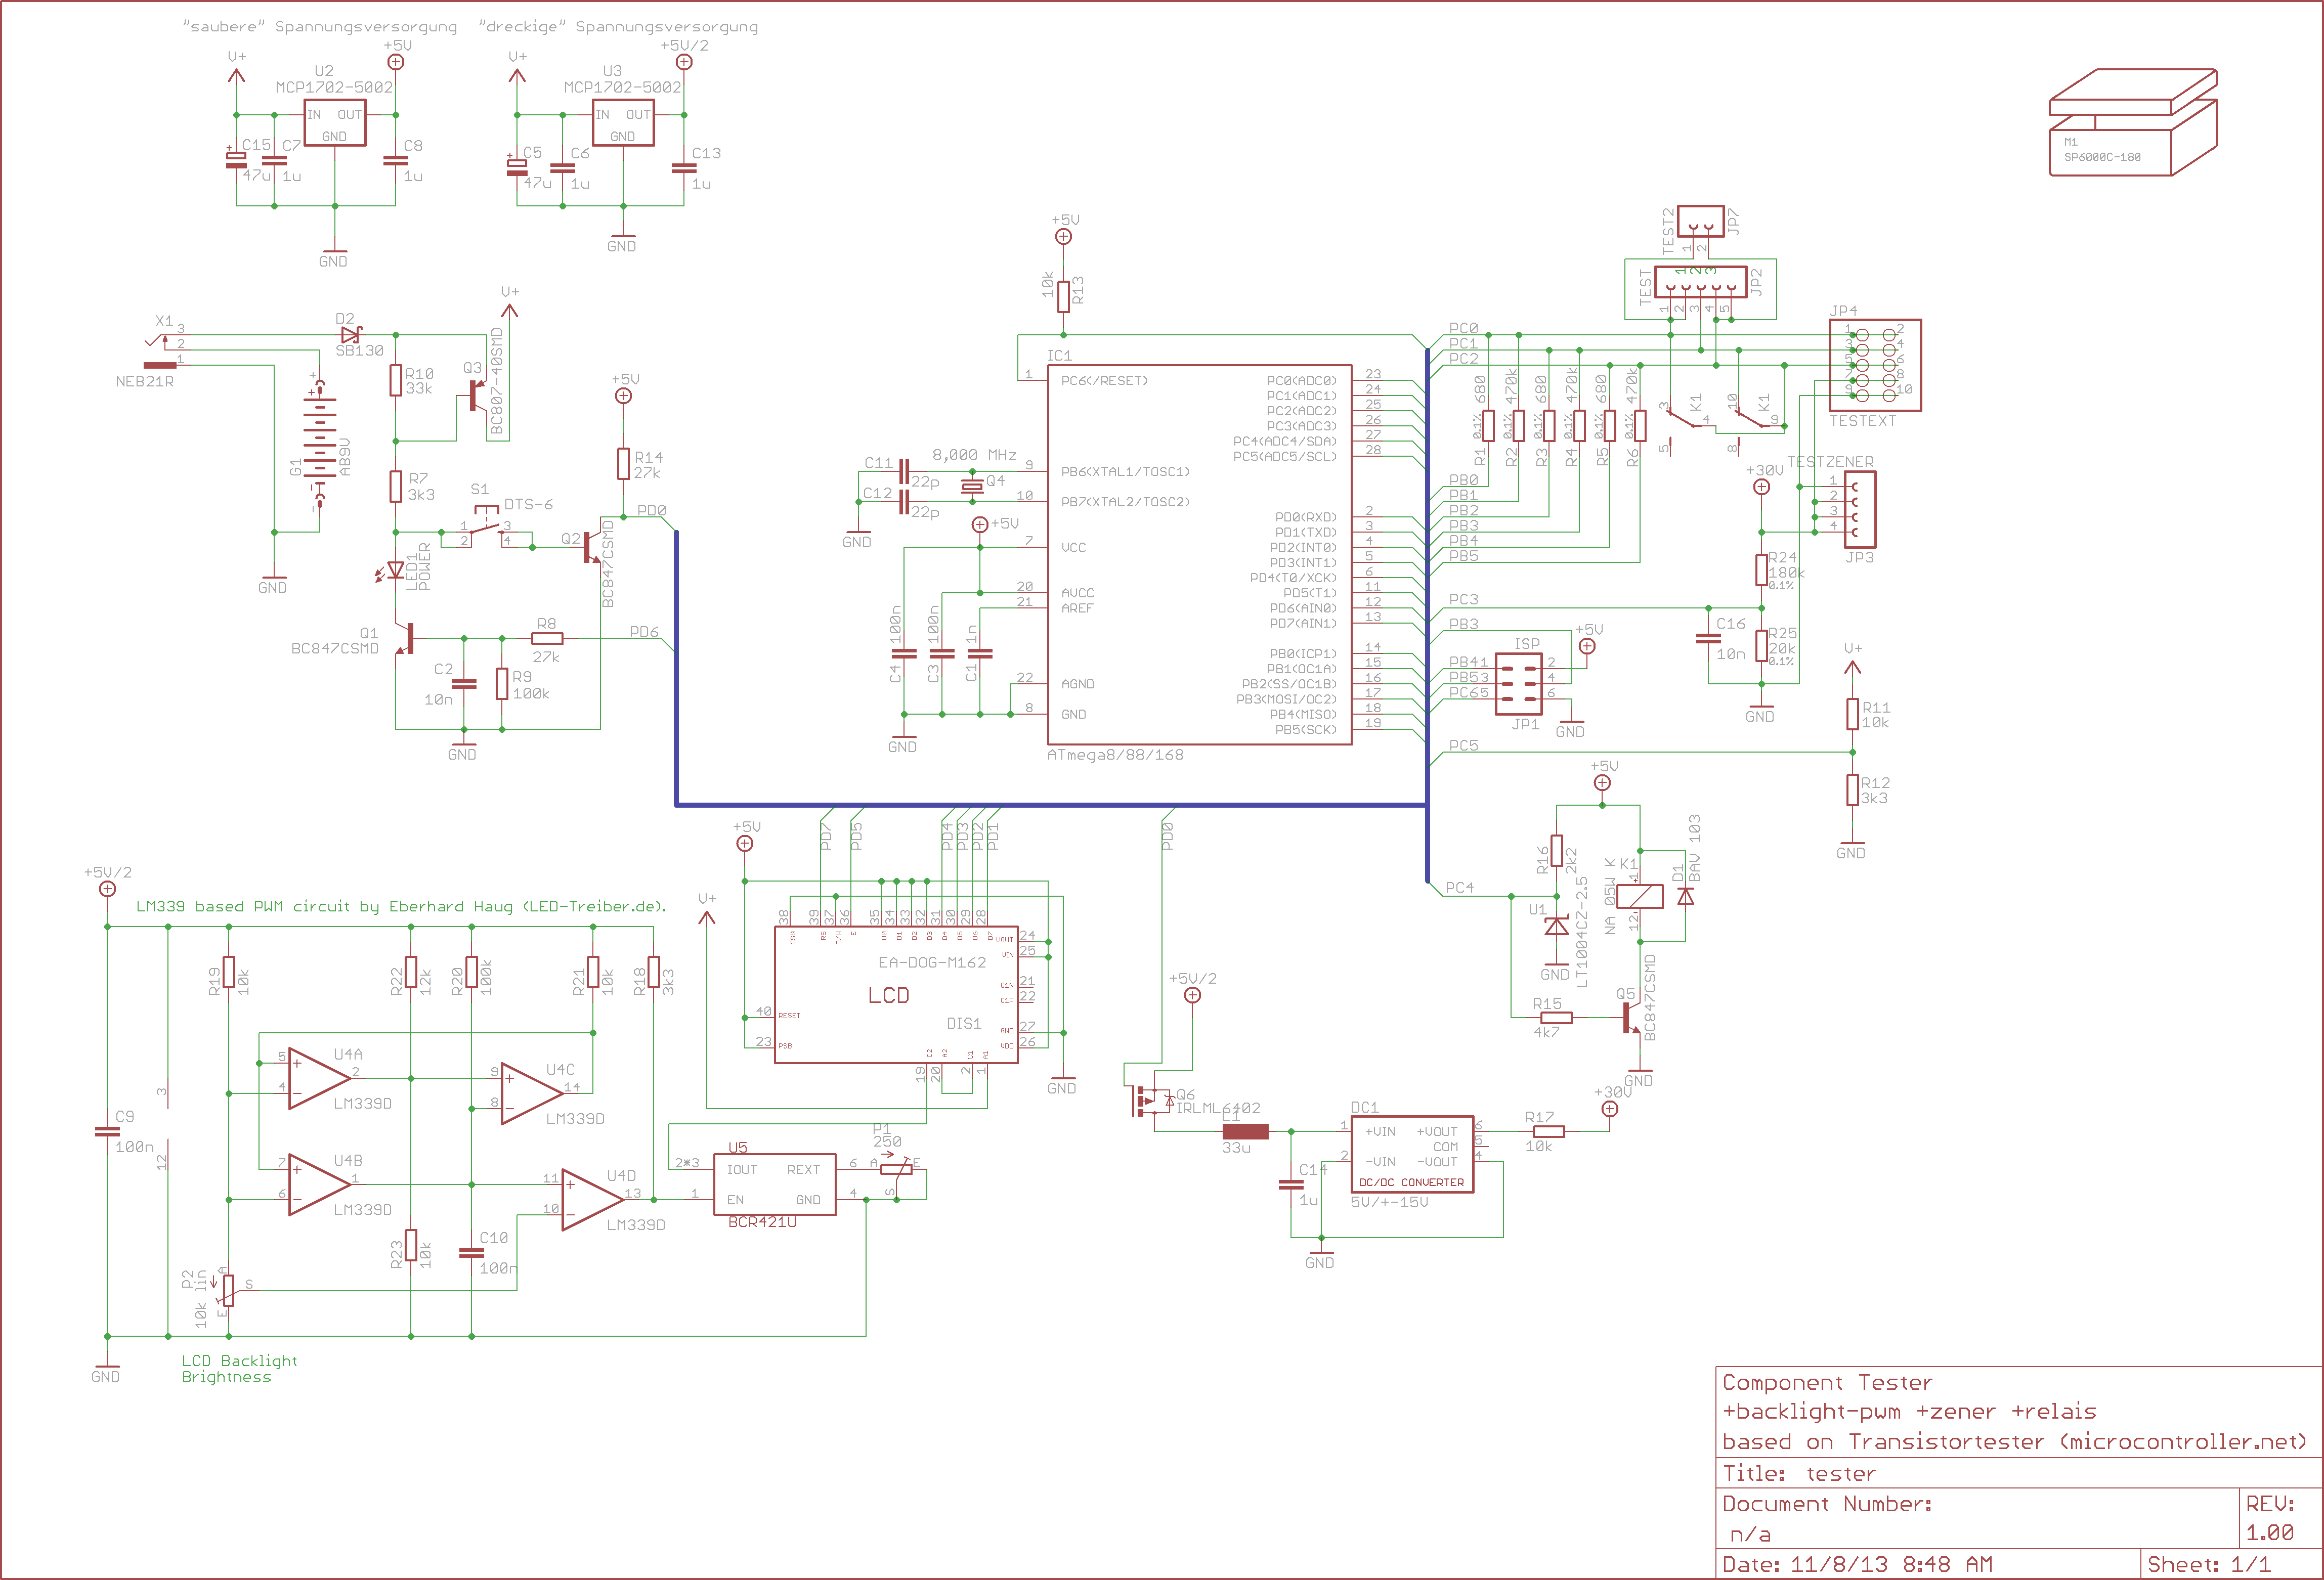 "saubere" Spannungsversorgung
"dreckige" Spannungsversorgung
V+
+5V
U2
MCP1702-5002
IN OUT
GND
C15
47u
C7
1u
C8
1u
GND
V+
+5V/2
U3
MCP1702-5002
IN OUT
GND
C5
47u
C6
1u
C13
1u
GND
M1
SP6000C-180
X1
3
2
1
NEB21R
D2
SB130
V+
Q3
BC807-40SMD
R10
33k
G1
AB9V
R7
3k3
S1
DTS-6
1 3
2 4
Q2
BC847CSMD
+5V
R14
27k
PD0
LED1
POWER
GND
Q1
BC847CSMD
R8
27k
PD6
C2
10n
R9
100k
GND
+5V
10k
R13
IC1
1 PC6(/RESET)
9 PB6(XTAL1/TOSC1)
10 PB7(XTAL2/TOSC2)
7 VCC
20 AVCC
21 AREF
22 AGND
8 GND
PC0(ADC0) 23
PC1(ADC1) 24
PC2(ADC2) 25
PC3(ADC3) 26
PC4(ADC4/SDA) 27
PC5(ADC5/SCL) 28
PD0(RXD) 2
PD1(TXD) 3
PD2(INT0) 4
PD3(INT1) 5
PD4(T0/XCK) 6
PD5(T1) 11
PD6(AIN0) 12
PD7(AIN1) 13
PB0(ICP1) 14
PB1(OC1A) 15
PB2(SS/OC1B) 16
PB3(MOSI/OC2) 17
PB4(MISO) 18
PB5(SCK) 19
ATmega8/88/168
8,000 MHz
Q4
C11
22p
C12
22p
GND
+5V
C4 100n
C3 100n
C1 1n
GND
TEST2
JP7
1 2
TEST
JP2
1 2 3
1 2 3 4 5
JP4
1 2
3 4
5 6
7 8
9 10
TESTEXT
PC0
PC1
PC2
R1 0.1% 680
R2 0.1% 470k
R3 0.1% 680
R4 0.1% 470k
R5 0.1% 680
R6 0.1% 470k
K1
3 4 5
K1
10 9 8
PB0
PB1
PB2
PB3
PB4
PB5
TESTZENER
1
2
3
4
JP3
+30V
R24
180k
0.1%
PC3
C16
10n
R25
20k
0.1%
GND
PB3
ISP
+5V
PB4 1 2
PB5 3 4
PC6 5 6
JP1
GND
V+
R11
10k
PC5
R12
3k3
GND
+5V
R16
2k2
PC4
U1
LT1004CZ-2.5
GND
K1
NA 05W K
1
12
D1
BAV 103
R15
4k7
Q5
BC847CSMD
GND
PD7
PD5
PD4
PD3
PD2
PD1
PD0
+5V
V+
38 39 37 36 35 34 33 32 31 30 29 28
CSB RS R/W E D0 D1 D2 D3 D4 D5 D6 D7
VOUT 24
VIN 25
C1N 21
C1P 22
GND 27
VDD 26
EA-DOG-M162
LCD
DIS1
40 RESET
23 PSB
C2 A2 C1 A1
19 20 2 1
GND
+5V/2
LM339 based PWM circuit by Eberhard Haug (LED-Treiber.de).
R19
10k
R22
12k
R20
100k
R21
10k
R18
3k3
5
4
U4A
2
LM339D
9
8
U4C
14
LM339D
7
6
U4B
1
LM339D
11
10
U4D
13
LM339D
C9
100n
3
12
R23
10k
C10
100n
P2
10k lin
A
S
E
GND
LCD Backlight
Brightness
U5
2*3 IOUT REXT 6
1 EN GND 4
BCR421U
P1
250
A E
S
+5V/2
Q6
IRLML6402
L1
33u
C14
1u
GND
DC1
1 +VIN +VOUT 6
COM 5
2 -VIN -VOUT 4
DC/DC CONVERTER
5V/+-15V
R17
10k
+30V
Component Tester
+backlight-pwm +zener +relais
based on Transistortester (microcontroller.net)
Title: tester
Document Number:
n/a
REV:
1.00
Date: 11/8/13 8:48 AM
Sheet: 1/1